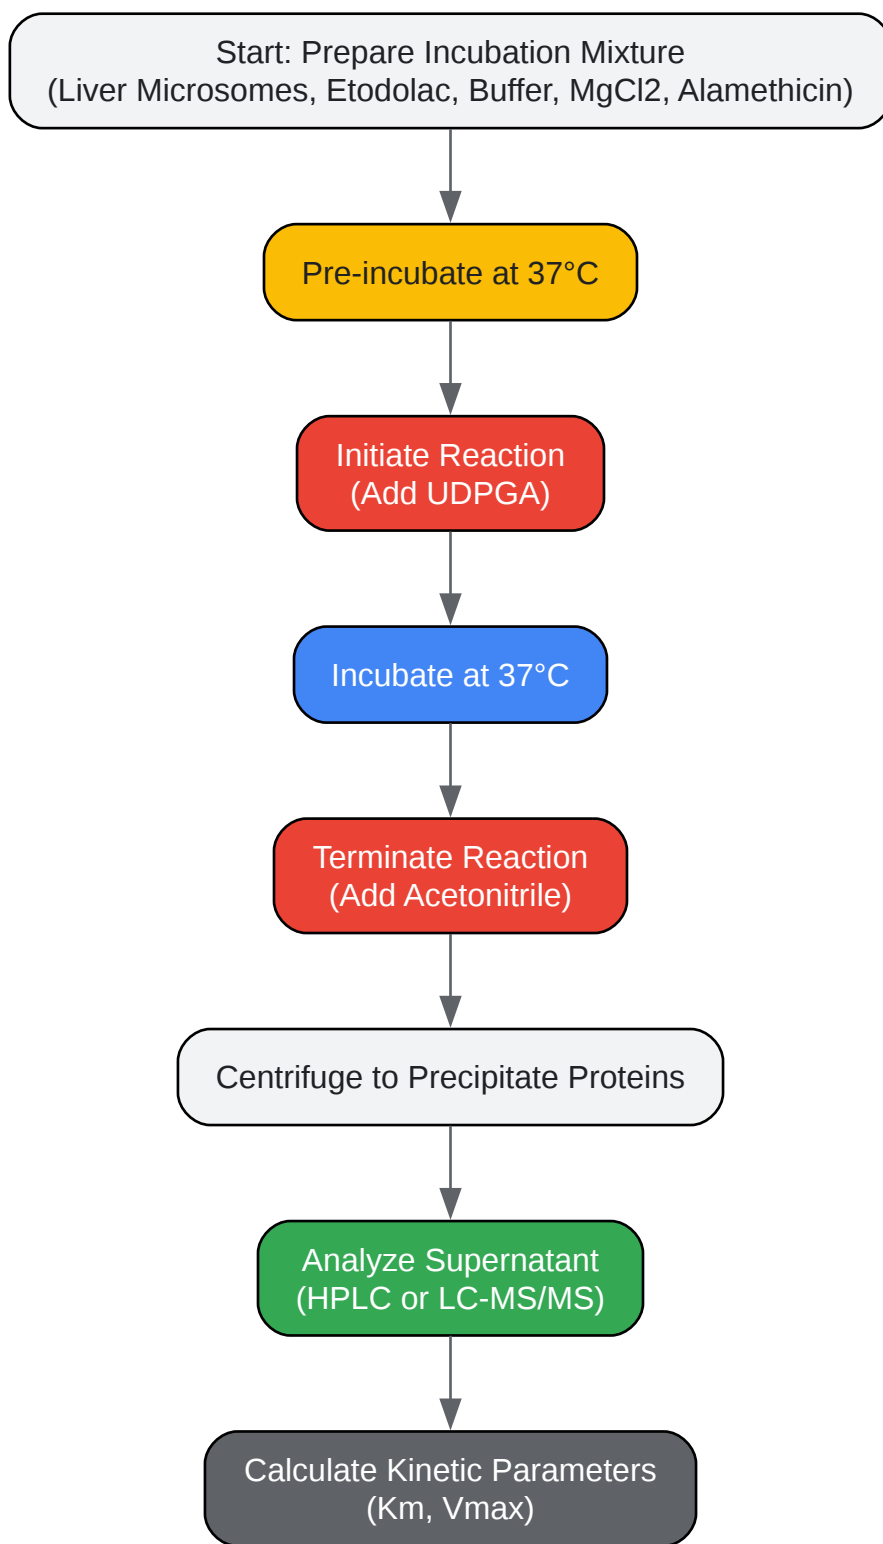 Start: Prepare Incubation Mixture
(Liver Microsomes, Etodolac, Buffer, MgCl2, Alamethicin)
Pre-incubate at 37°C
Initiate Reaction
(Add UDPGA)
Incubate at 37°C
Terminate Reaction
(Add Acetonitrile)
Centrifuge to Precipitate Proteins
Analyze Supernatant
(HPLC or LC-MS/MS)
Calculate Kinetic Parameters
(Km, Vmax)